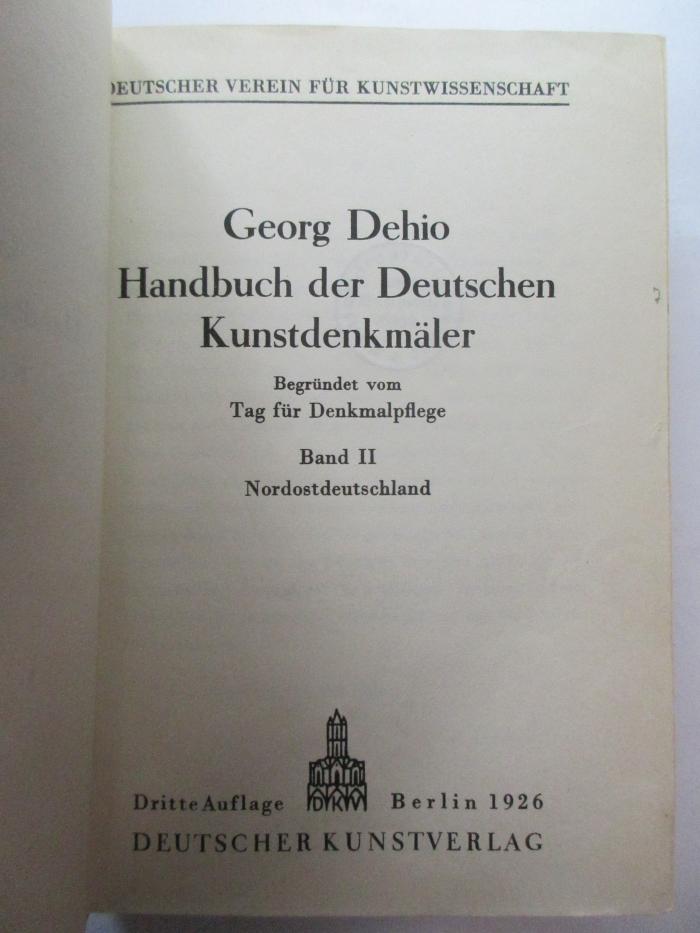 DEUTSCHER VEREIN FÜR KUNSTWISSENSCHAFT
Georg Dehio
Handbuch der Deutschen
Kunstdenkmäler
Begründet vom
Tag für Denkmalpflege
Band II
Nordostdeutschland
Dritte Auflage DKV Berlin 1926
DEUTSCHER KUNSTVERLAG